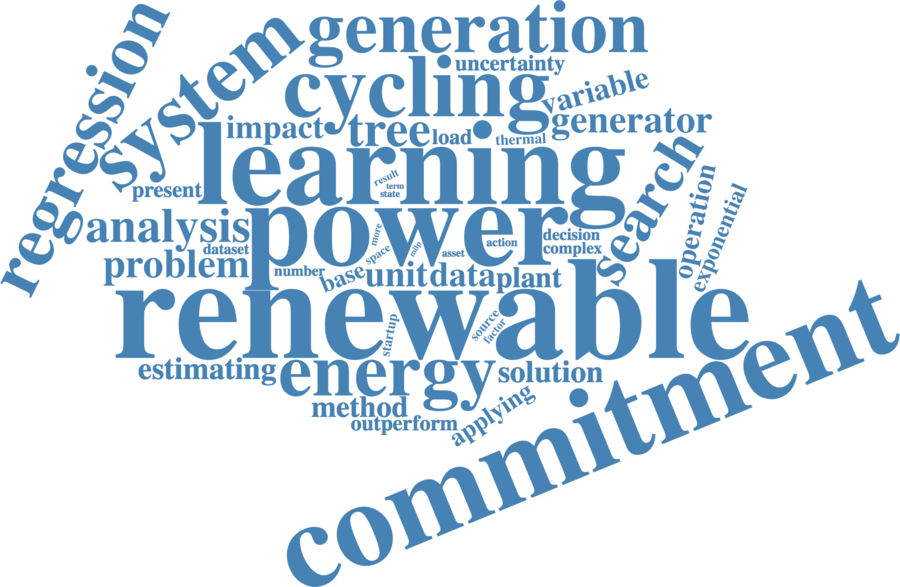 regression
system
generation
uncertainty
cycling
variable
impact
tree
load
thermal
generator
learning
present
result
term
state
search
operation
exponential
analysis
dataset
power
more
space
milp
asset
action
decision
complex
problem
number
base
unit
data
plant
renewable
startup
source
factor
estimating
energy
solution
method
outperform
applying
commitment